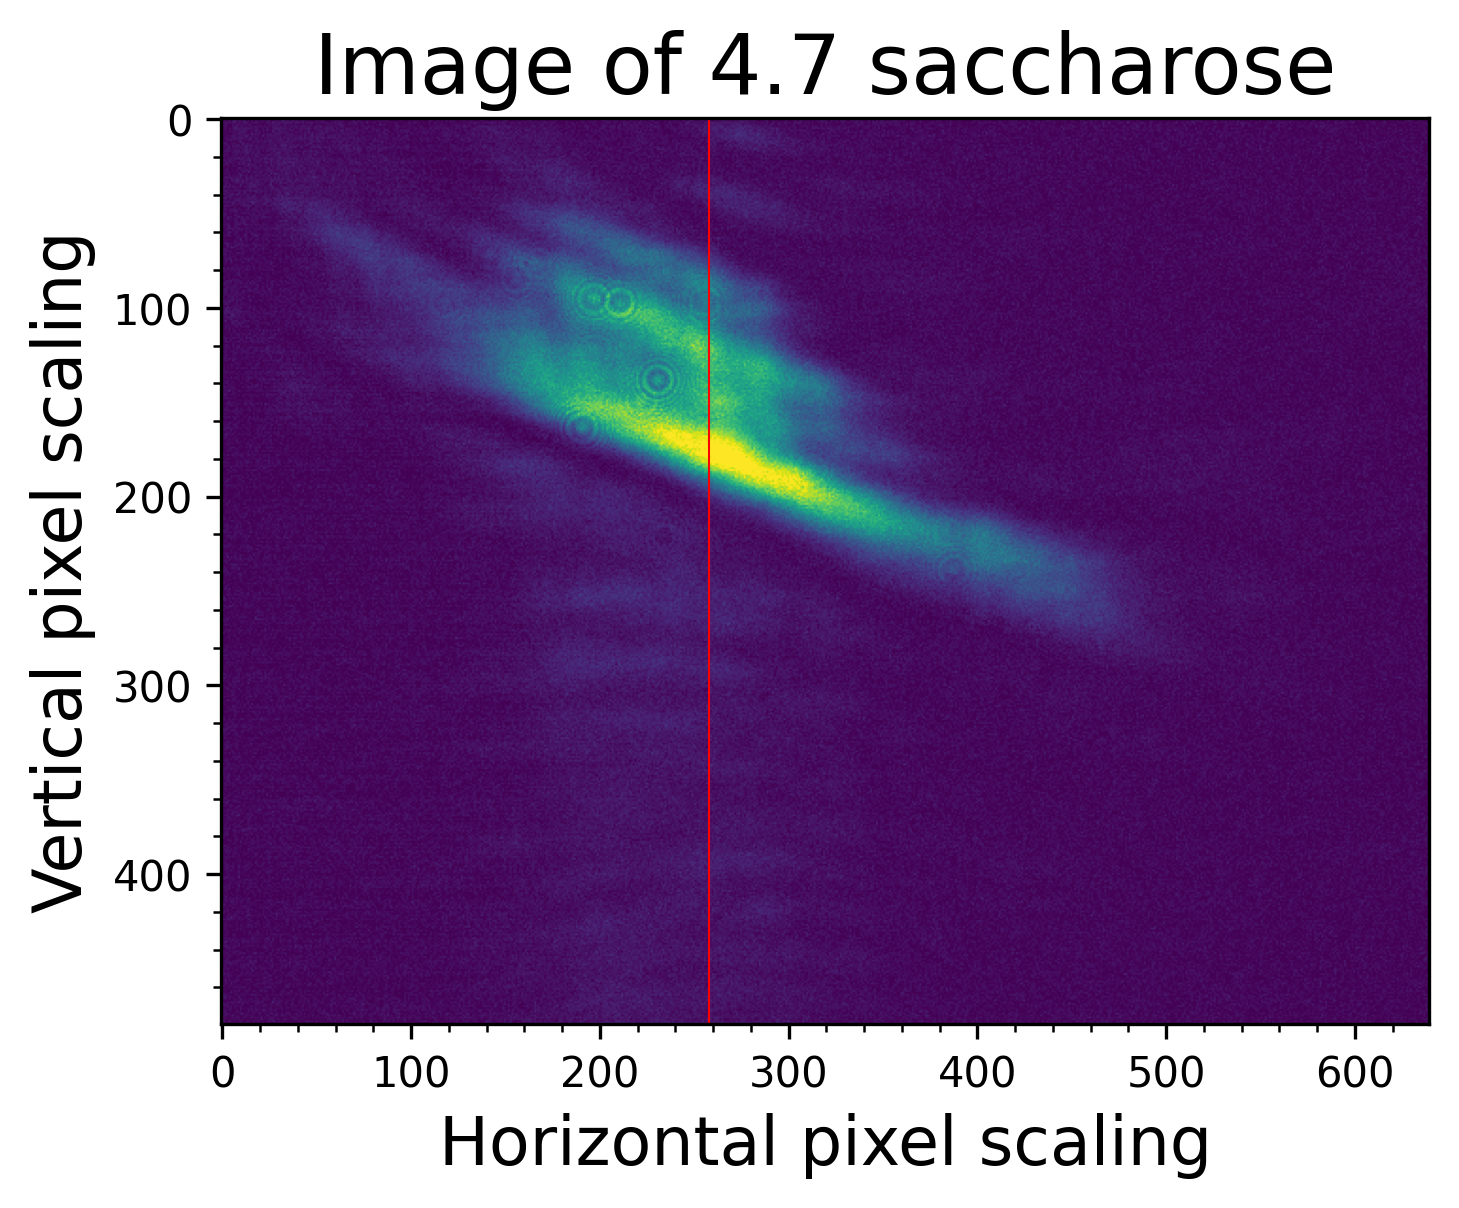 Image of 4.7 saccharose
Vertical pixel scaling
0
100
200
300
400
0 100 200 300 400 500 600
Horizontal pixel scaling